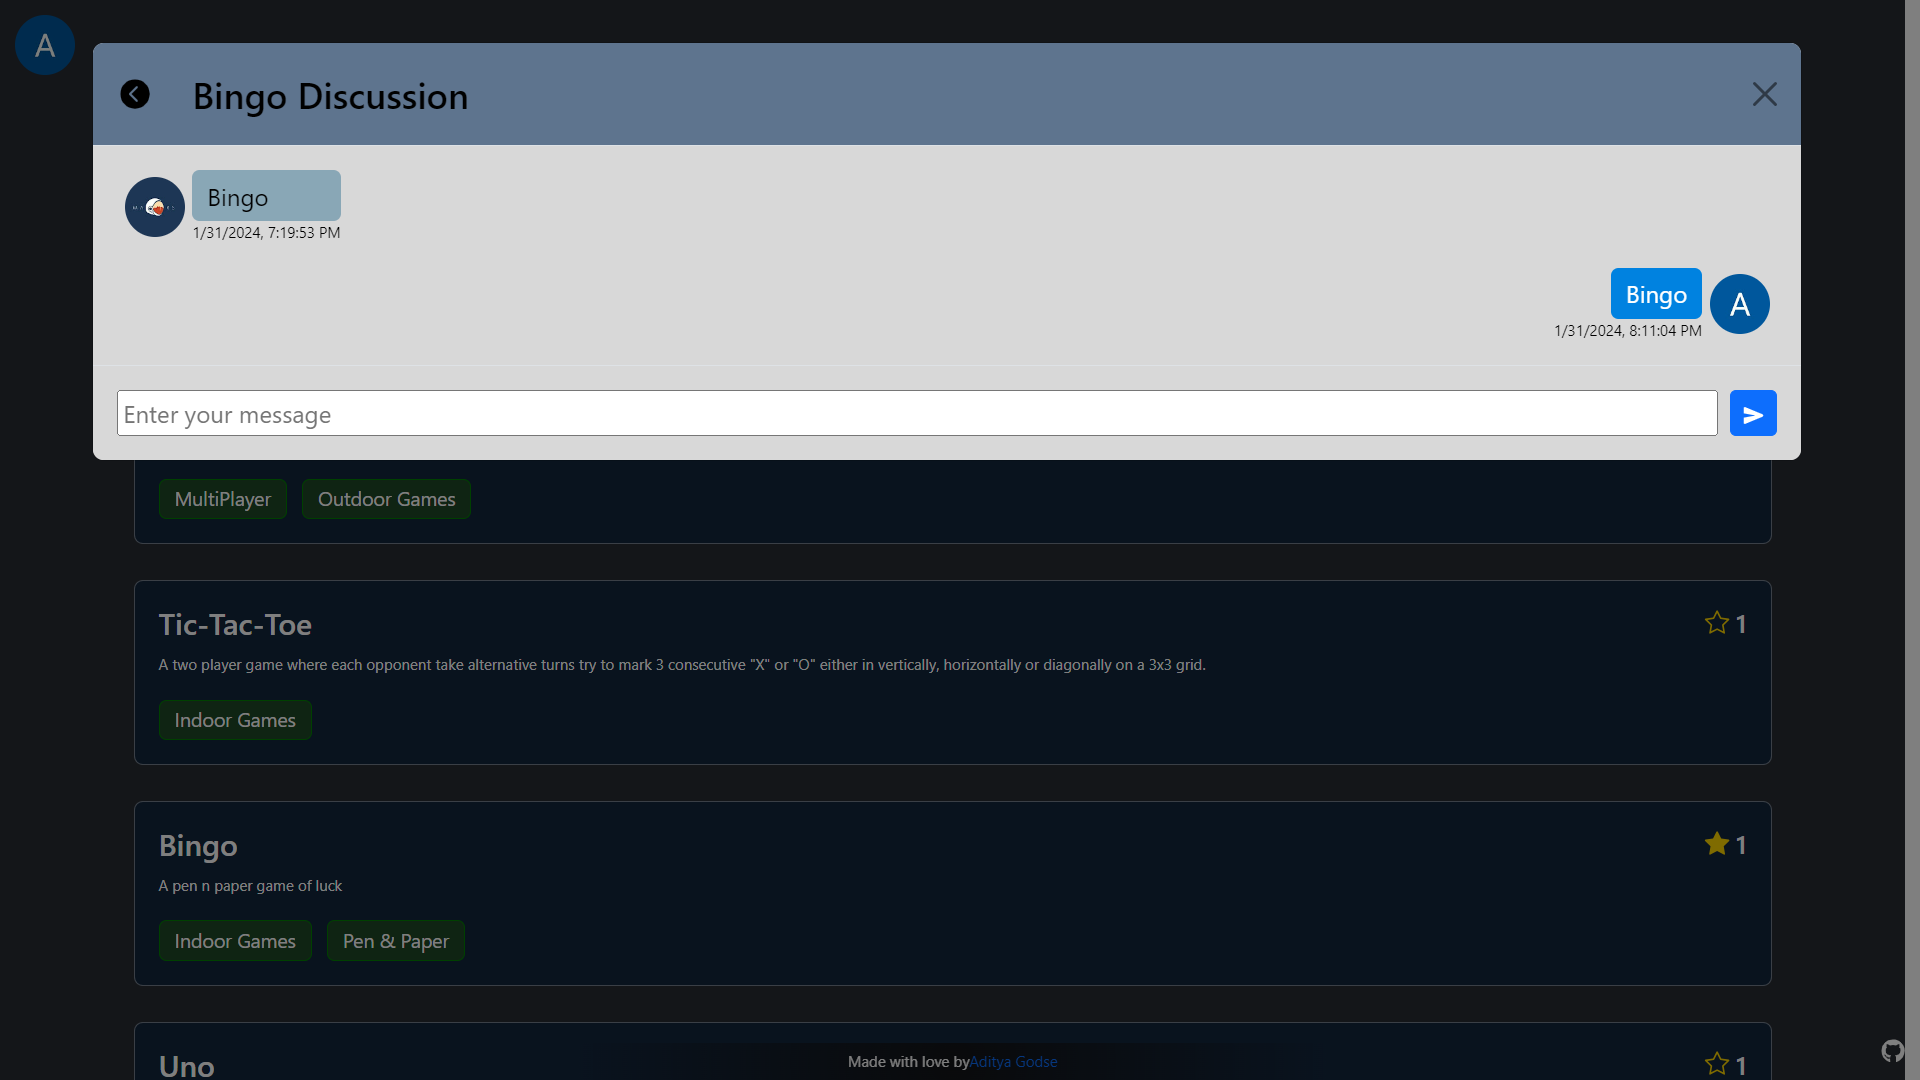 A
Bingo Discussion
Bingo
1/31/2024, 7:19:53 PM
Bingo
A
1/31/2024, 8:11:04 PM
Enter your message
MultiPlayer Outdoor Games
Tic-Tac-Toe 1
A two player game where each opponent take alternative turns try to mark 3 consecutive "X" or "O" either in vertically, horizontally or diagonally on a 3x3 grid.
Indoor Games
Bingo 1
A pen n paper game of luck
Indoor Games Pen & Paper
Uno 1
Made with love byAditya Godse